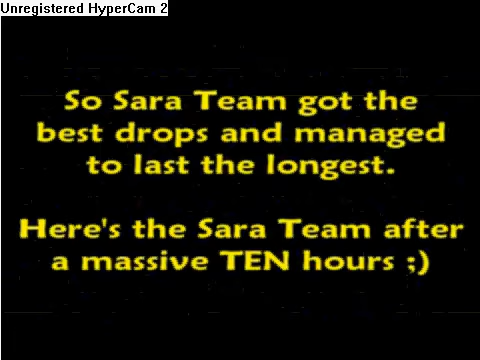 Unregistered HyperCam 2
So Sara Team got the
best drops and managed
to last the longest.
Here's the Sara Team after
a massive TEN hours ;)